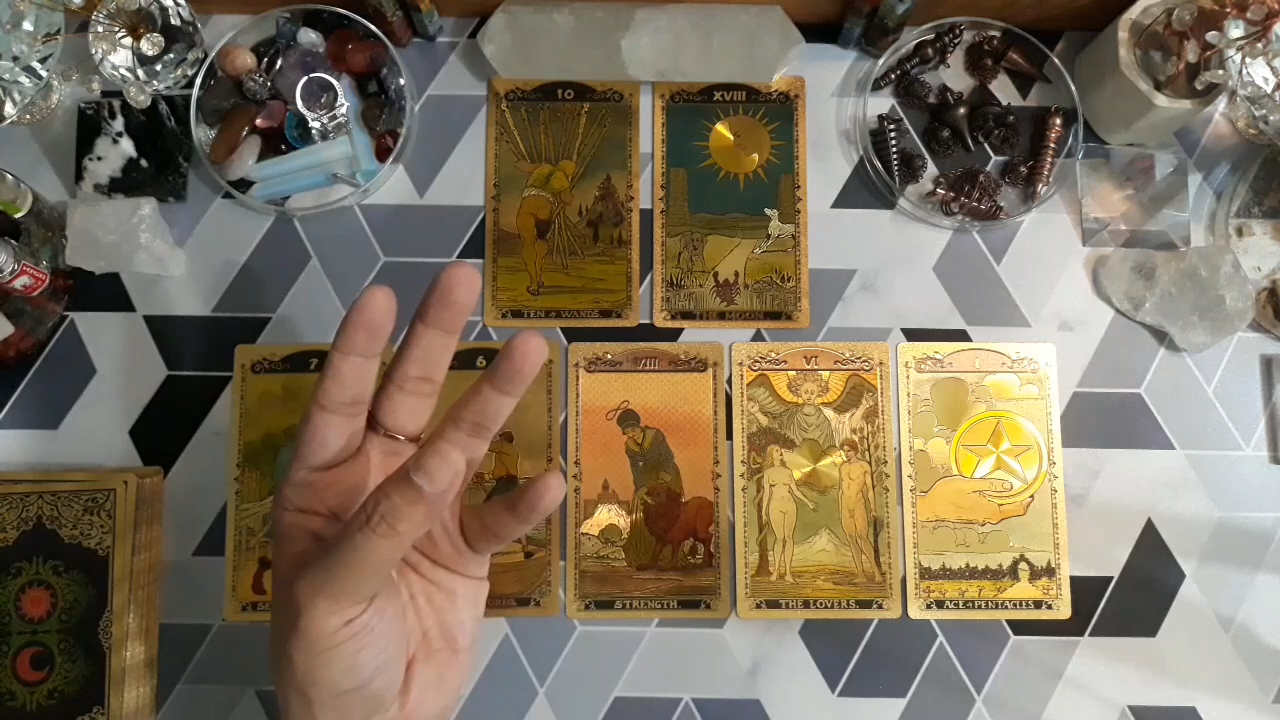 10
XVIII
TEN of WANDS.
THE MOON
7
6
VIII
VI
I
STRENGTH.
THE LOVERS.
ACE of PENTACLES